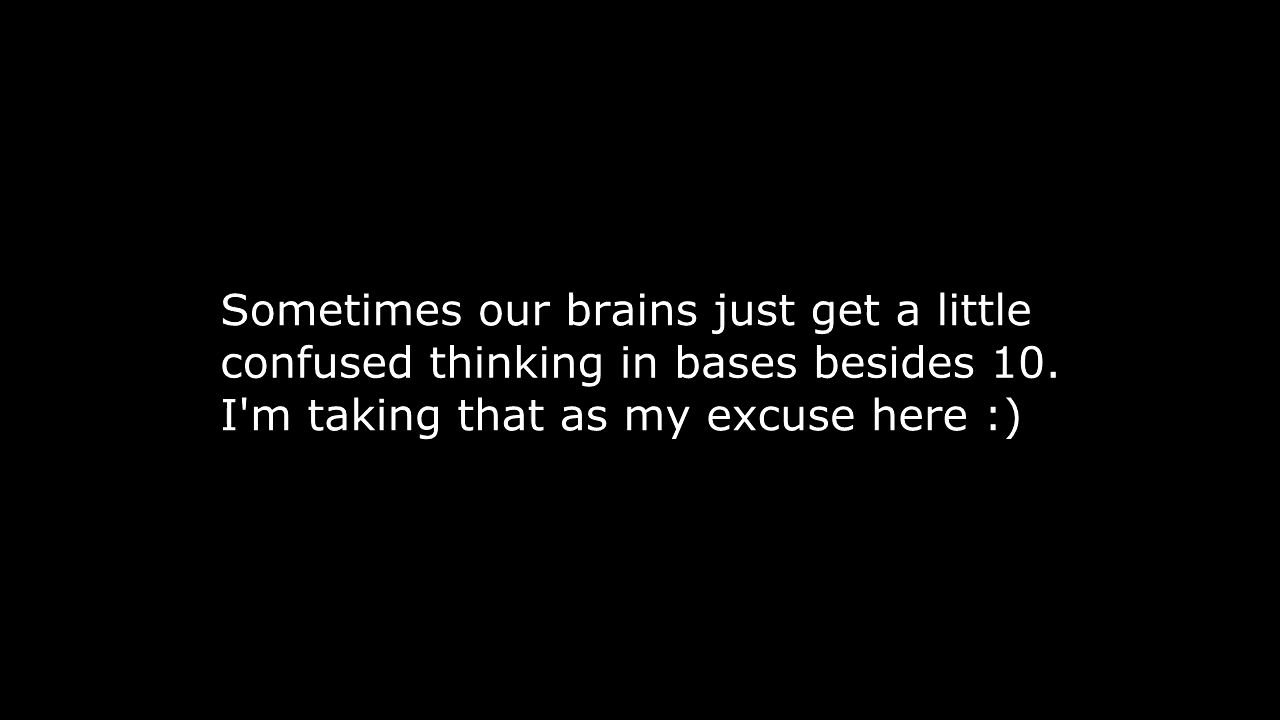 Sometimes our brains just get a little
confused thinking in bases besides 10.
I'm taking that as my excuse here :)